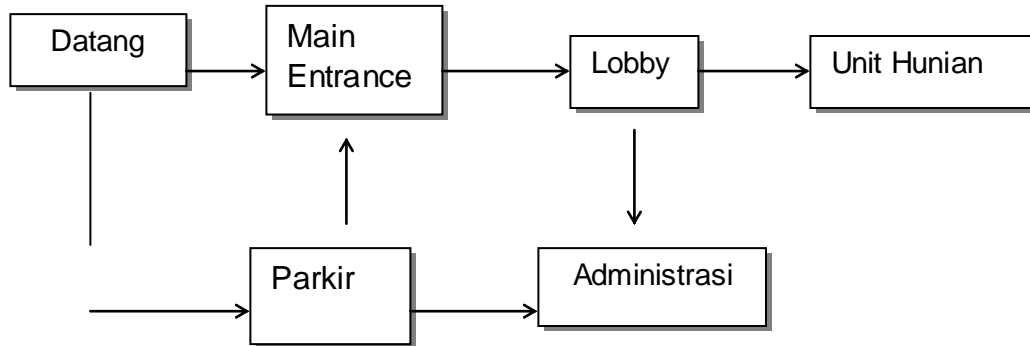 Datang
Main
Entrance
Lobby
Unit Hunian
Parkir
Administrasi